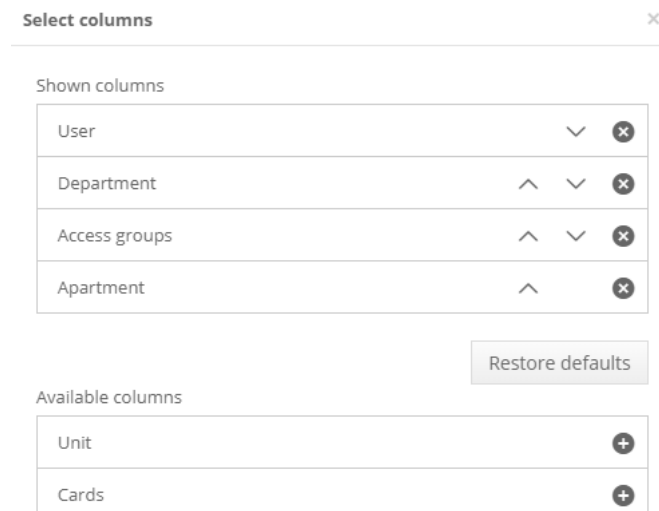 Select columns
Shown columns
User
Department
Access groups
Apartment
Restore defaults
Available columns
Unit
Cards